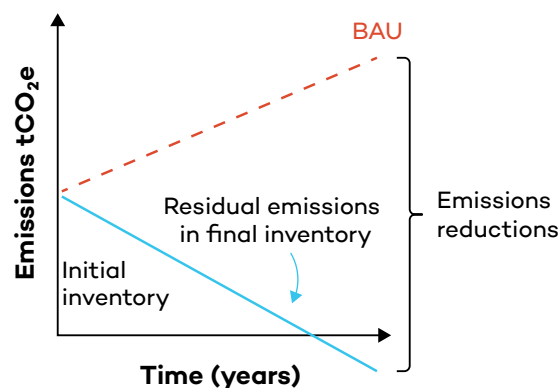 BAU
Emissions tCO₂e
Residual emissions
in final inventory
Emissions
reductions
Initial
inventory
Time (years)